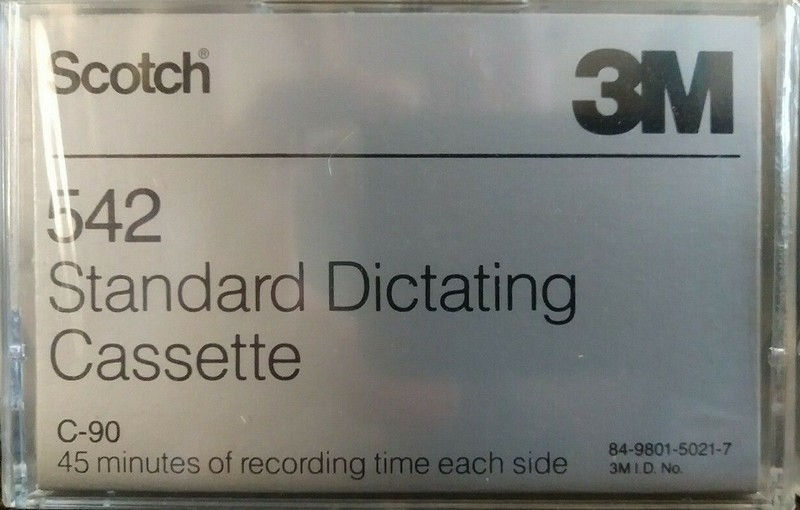 Scotch®
3M
542
Standard Dictating
Cassette
C-90
45 minutes of recording time each side
84-9801-5021-7
3M I.D. No.